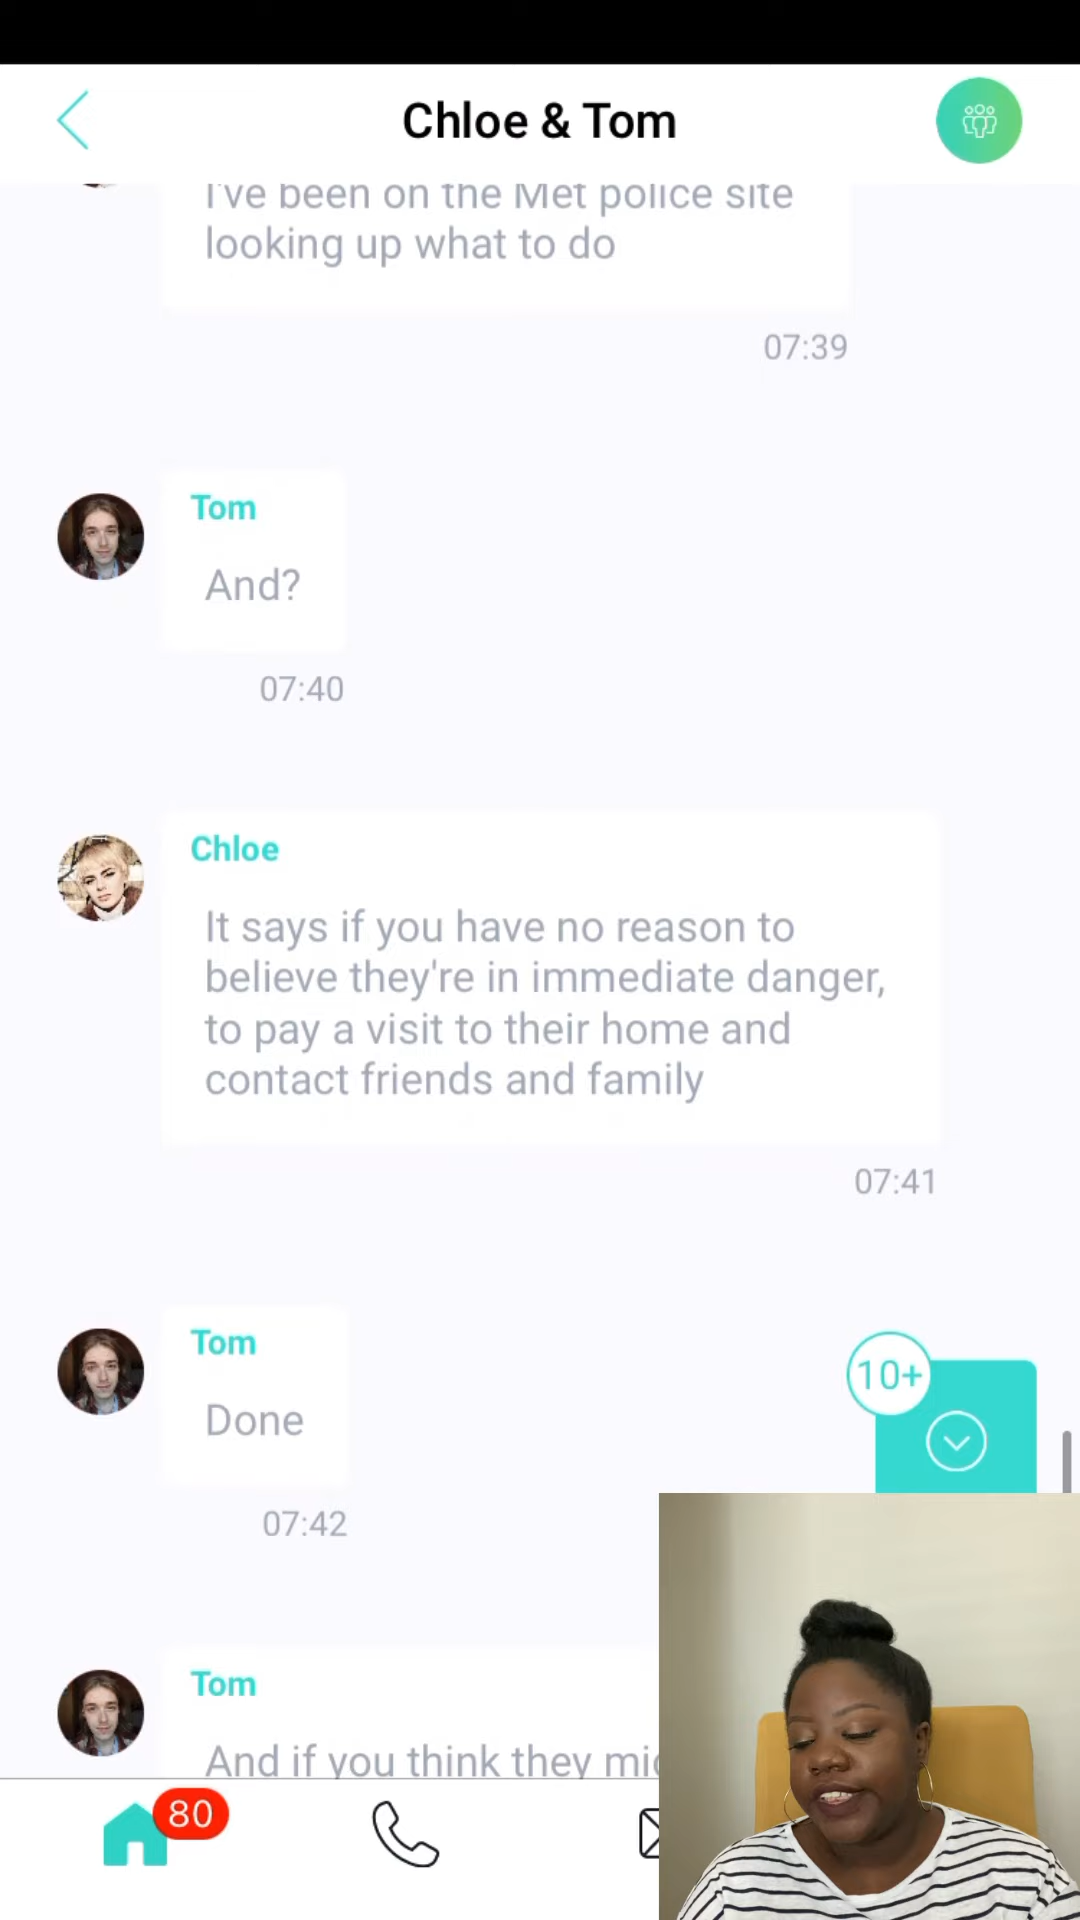 Chloe & Tom
I've been on the Met police site
looking up what to do
07:39
Tom
And?
07:40
Chloe
It says if you have no reason to
believe they're in immediate danger,
to pay a visit to their home and
contact friends and family
07:41
Tom
Done
10+
07:42
Tom
And if you think they
80